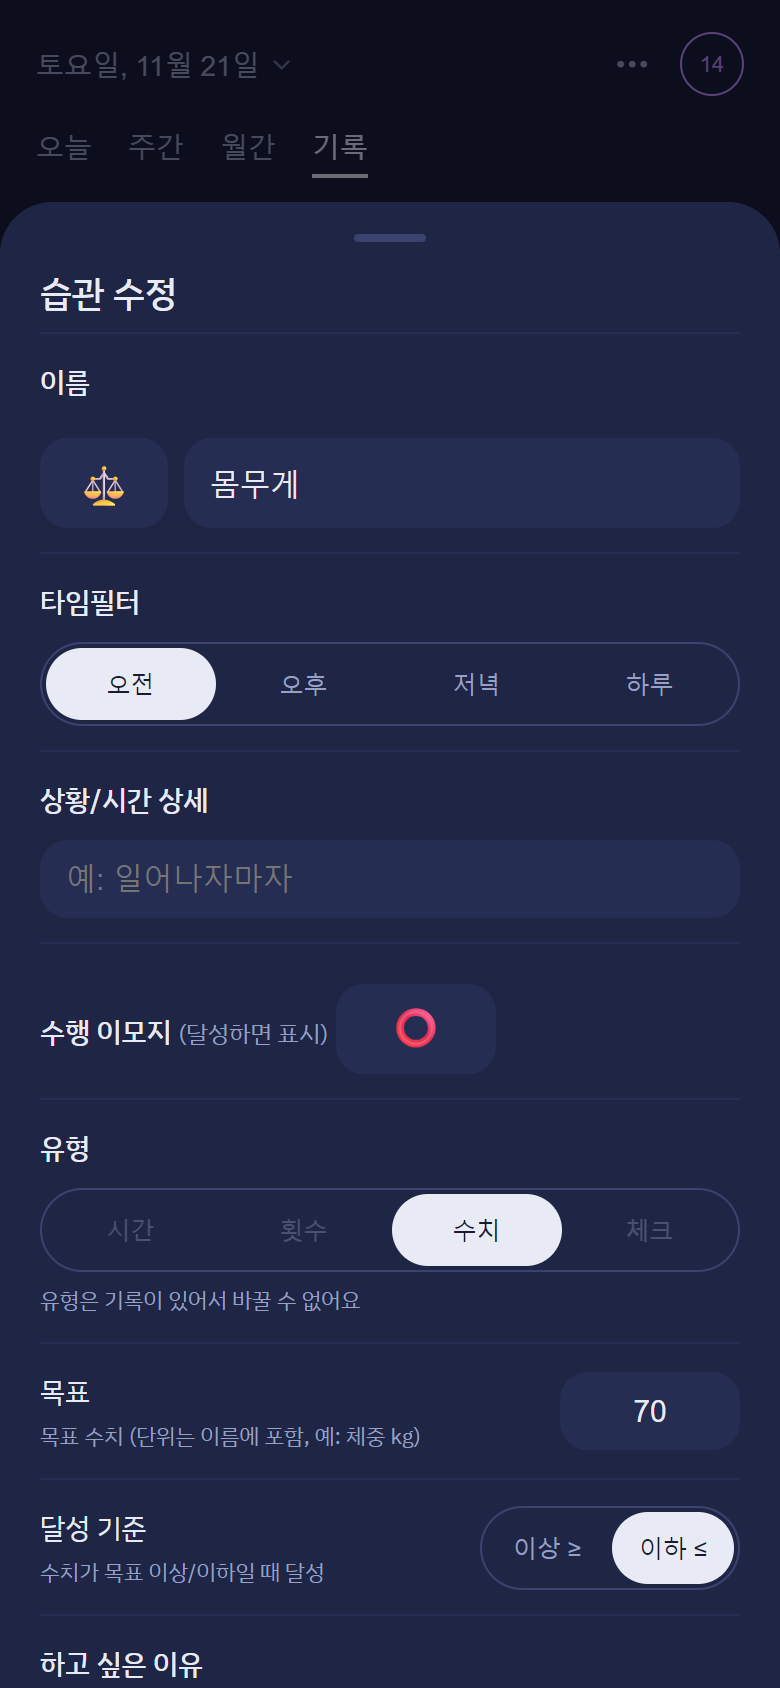 토요일, 11월 21일
14
오늘 주간 월간 기록
습관 수정
이름
몸무게
타임필터
오전 오후 저녁 하루
상황/시간 상세
예: 일어나자마자
수행 이모지 (달성하면 표시)
유형
시간 횟수 수치 체크
유형은 기록이 있어서 바꿀 수 없어요
목표
70
목표 수치 (단위는 이름에 포함, 예: 체중 kg)
달성 기준
이상 ≥ 이하 ≤
수치가 목표 이상/이하일 때 달성
하고 싶은 이유